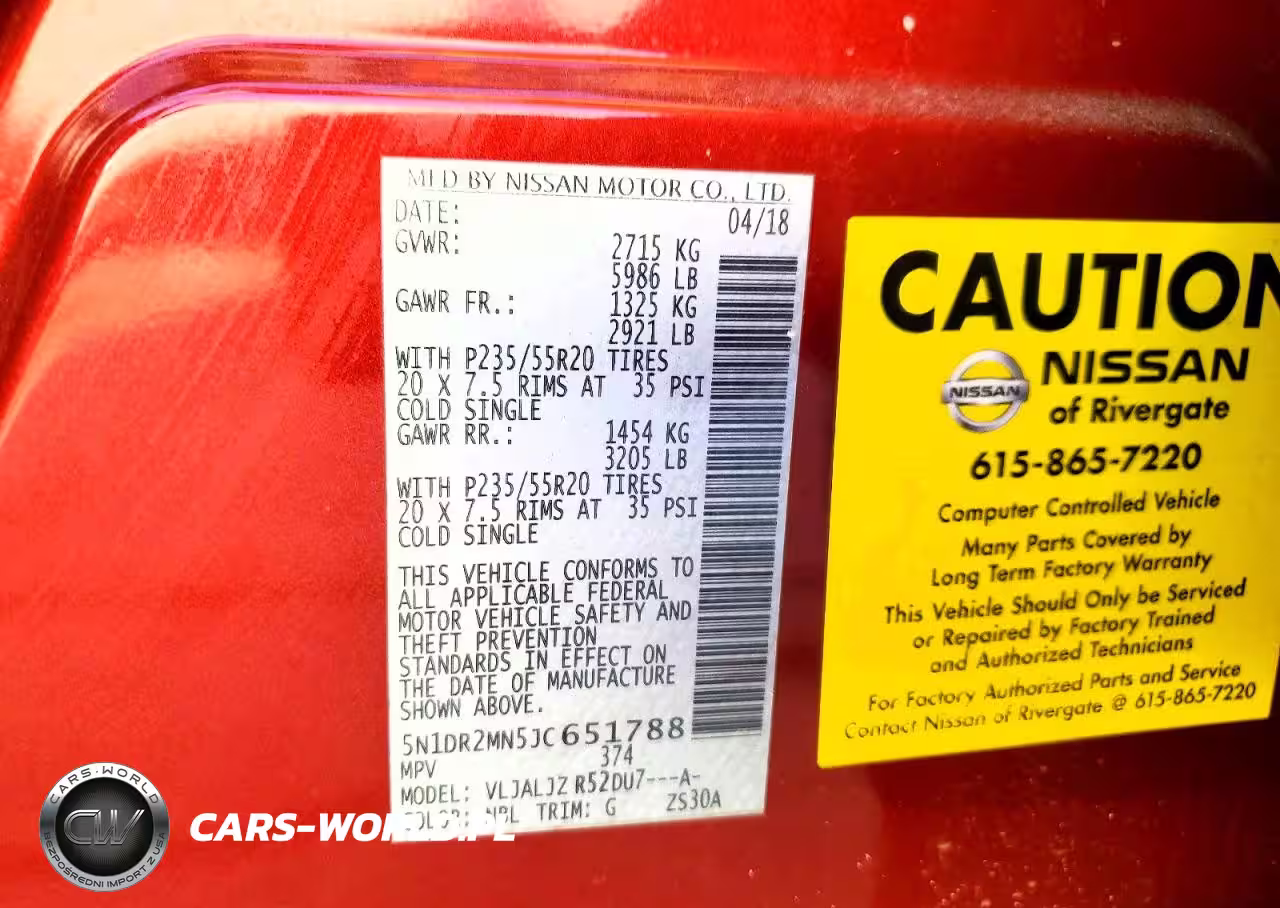 MFD BY NISSAN MOTOR CO., LTD.
DATE: 04/18
GVWR: 2715 KG
5986 LB
GAWR FR.: 1325 KG
2921 LB
WITH P235/55R20 TIRES
20 X 7.5 RIMS AT 35 PSI
COLD SINGLE
GAWR RR.: 1454 KG
3205 LB
WITH P235/55R20 TIRES
20 X 7.5 RIMS AT 35 PSI
COLD SINGLE
THIS VEHICLE CONFORMS TO
ALL APPLICABLE FEDERAL
MOTOR VEHICLE SAFETY AND
THEFT PREVENTION
STANDARDS IN EFFECT ON
THE DATE OF MANUFACTURE
SHOWN ABOVE.
5N1DR2MN5JC651788
MPV 374
MODEL: VLJALJZ R52DU7---A-
COLOR: NBL TRIM: G ZS30A
CAUTION
NISSAN
NISSAN
of Rivergate
615-865-7220
Computer Controlled Vehicle
Many Parts Covered by
Long Term Factory Warranty
This Vehicle Should Only be Serviced
or Repaired by Factory Trained
and Authorized Technicians
For Factory Authorized Parts and Service
Contact Nissan of Rivergate @ 615-865-7220
CARS-WORLD
CW
BEZPOŚREDNI IMPORT Z USA
CARS-WORLD.PL